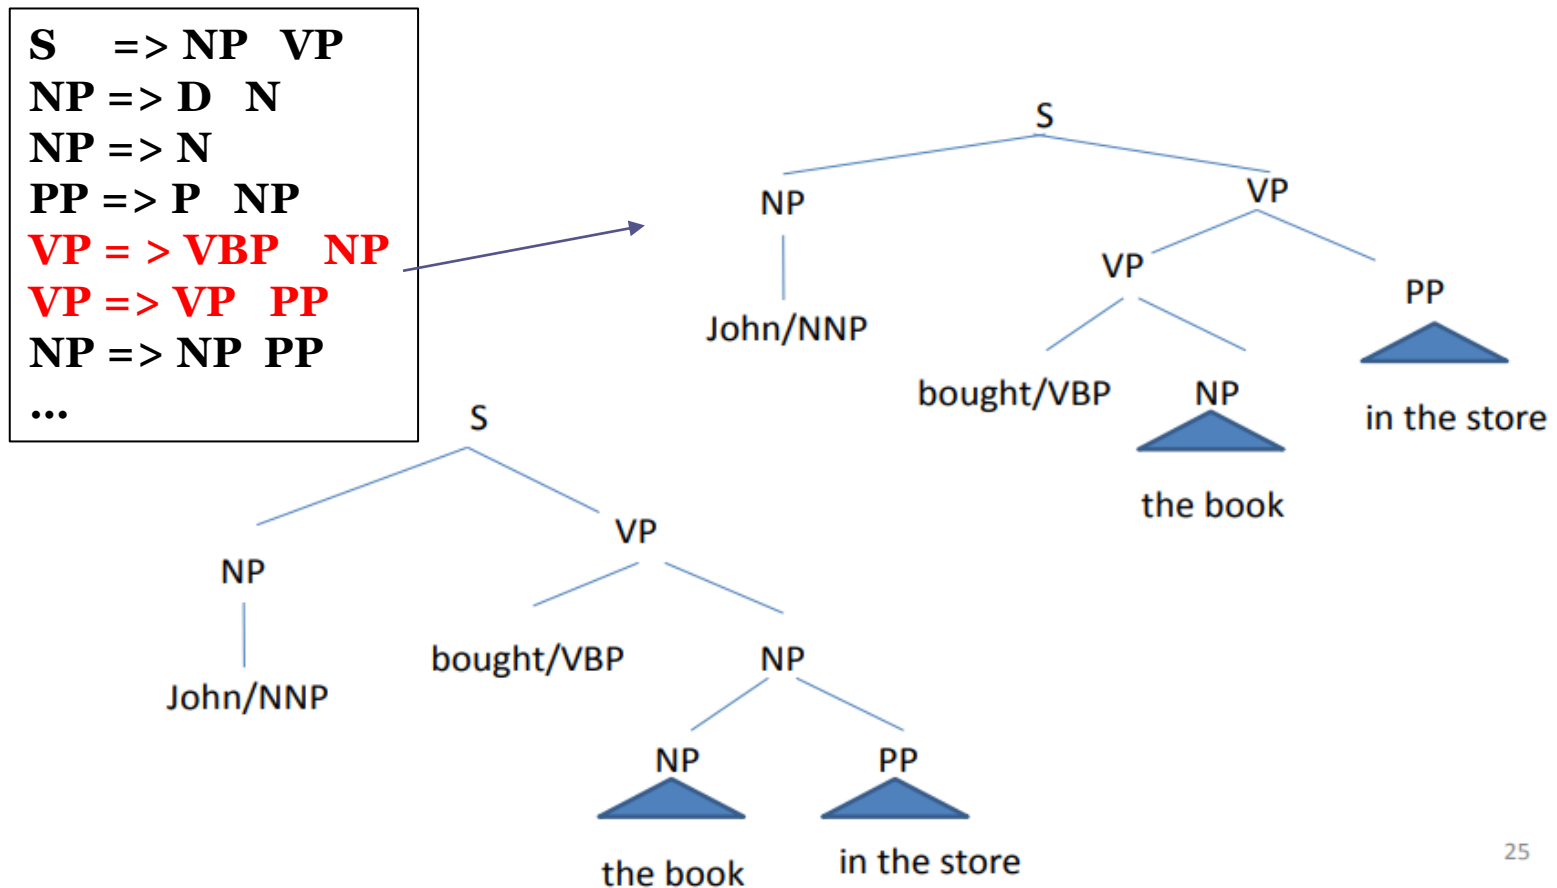 S => NP VP
NP => D N
NP => N
PP => P NP
VP = > VBP NP
VP => VP PP
NP => NP PP
...
S
NP VP
VP PP
John/NNP
bought/VBP NP in the store
the book
S
VP
NP
bought/VBP NP
John/NNP
NP PP
the book in the store
25